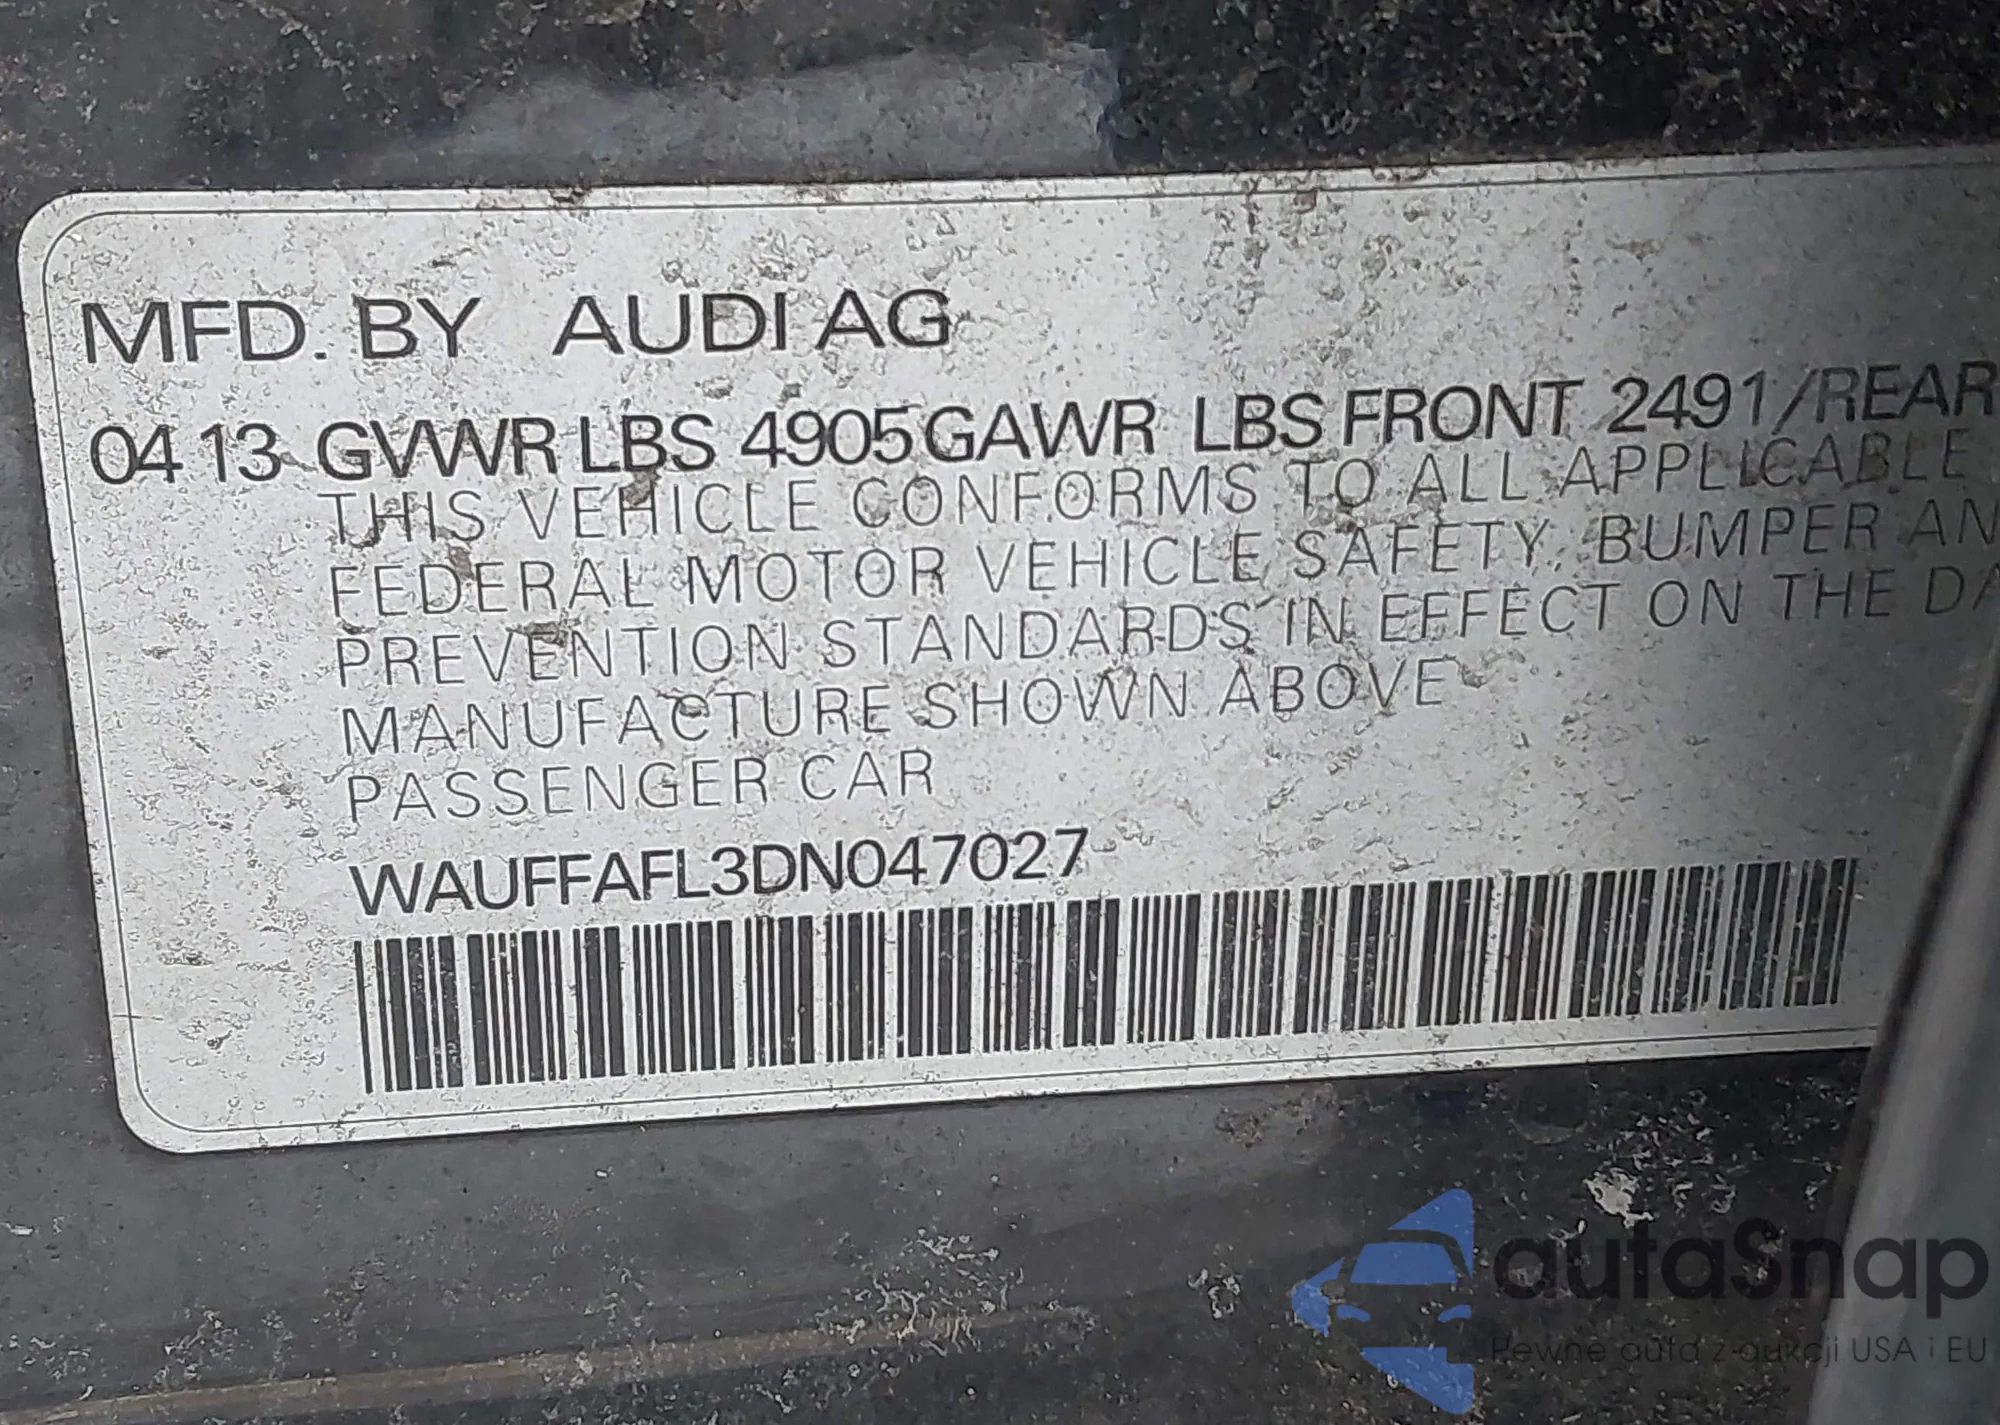 MFD. BY AUDI AG
04 13 GVWR LBS 4905 GAWR LBS FRONT 2491/REAR
THIS VEHICLE CONFORMS TO ALL APPLICABLE
FEDERAL MOTOR VEHICLE SAFETY, BUMPER AN
PREVENTION STANDARDS IN EFFECT ON THE DA
MANUFACTURE SHOWN ABOVE
PASSENGER CAR
WAUFFAFL3DN047027
autaSnap
Pewne auta z aukcji USA i EU